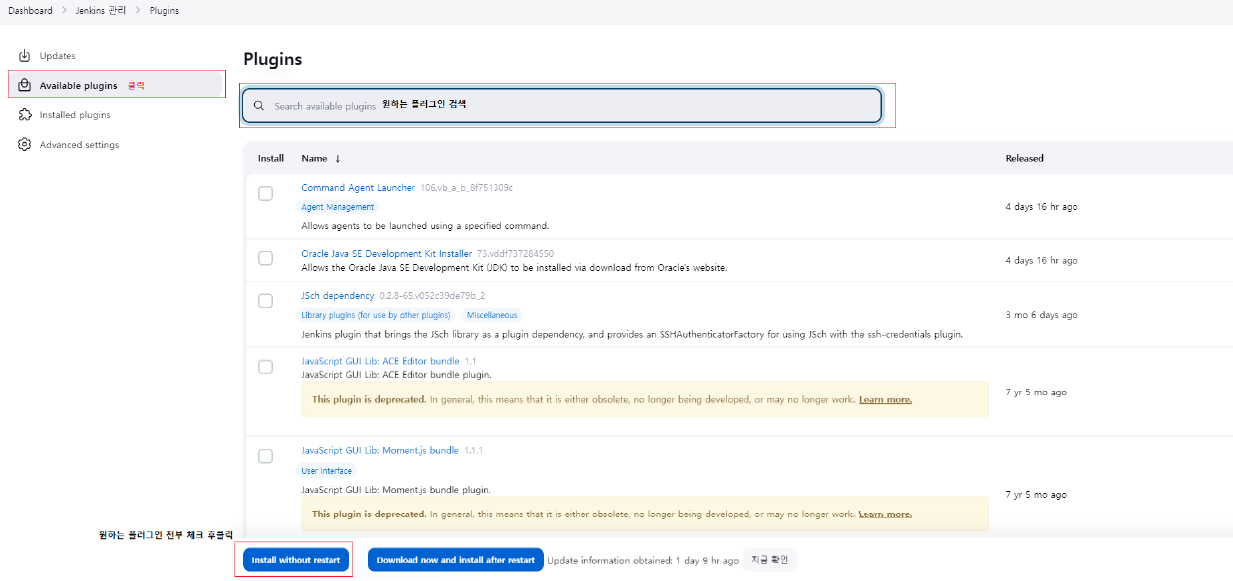 Dashboard > Jenkins 관리 > Plugins
Updates
Available plugins 클릭
Installed plugins
Advanced settings
Plugins
Search available plugins 원하는 플러그인 검색
Install Name ↓ Released
Command Agent Launcher 106.vb_a_b_8f751309c
Agent Management
Allows agents to be launched using a specified command.
4 days 16 hr ago
Oracle Java SE Development Kit Installer 73.vddf737284550
Allows the Oracle Java SE Development Kit (JDK) to be installed via download from Oracle's website.
4 days 16 hr ago
JSch dependency 0.2.8-65.v052c39de79b_2
Library plugins (for use by other plugins) Miscellaneous
Jenkins plugin that brings the JSch library as a plugin dependency, and provides an SSHAuthenticatorFactory for using JSch with the ssh-credentials plugin.
3 mo 6 days ago
JavaScript GUI Lib: ACE Editor bundle 1.1
JavaScript GUI Lib: ACE Editor bundle plugin.
This plugin is deprecated. In general, this means that it is either obsolete, no longer being developed, or may no longer work.. Learn more.
7 yr 5 mo ago
JavaScript GUI Lib: Moment.js bundle 1.1.1
User Interface
JavaScript GUI Lib: Moment.js bundle plugin.
This plugin is deprecated. In general, this means that it is either obsolete, no longer being developed, or may no longer work.. Learn more.
7 yr 5 mo ago
원하는 플러그인 전부 체크 후클릭
Install without restart Download now and install after restart Update information obtained: 1 day 9 hr ago 지금 확인